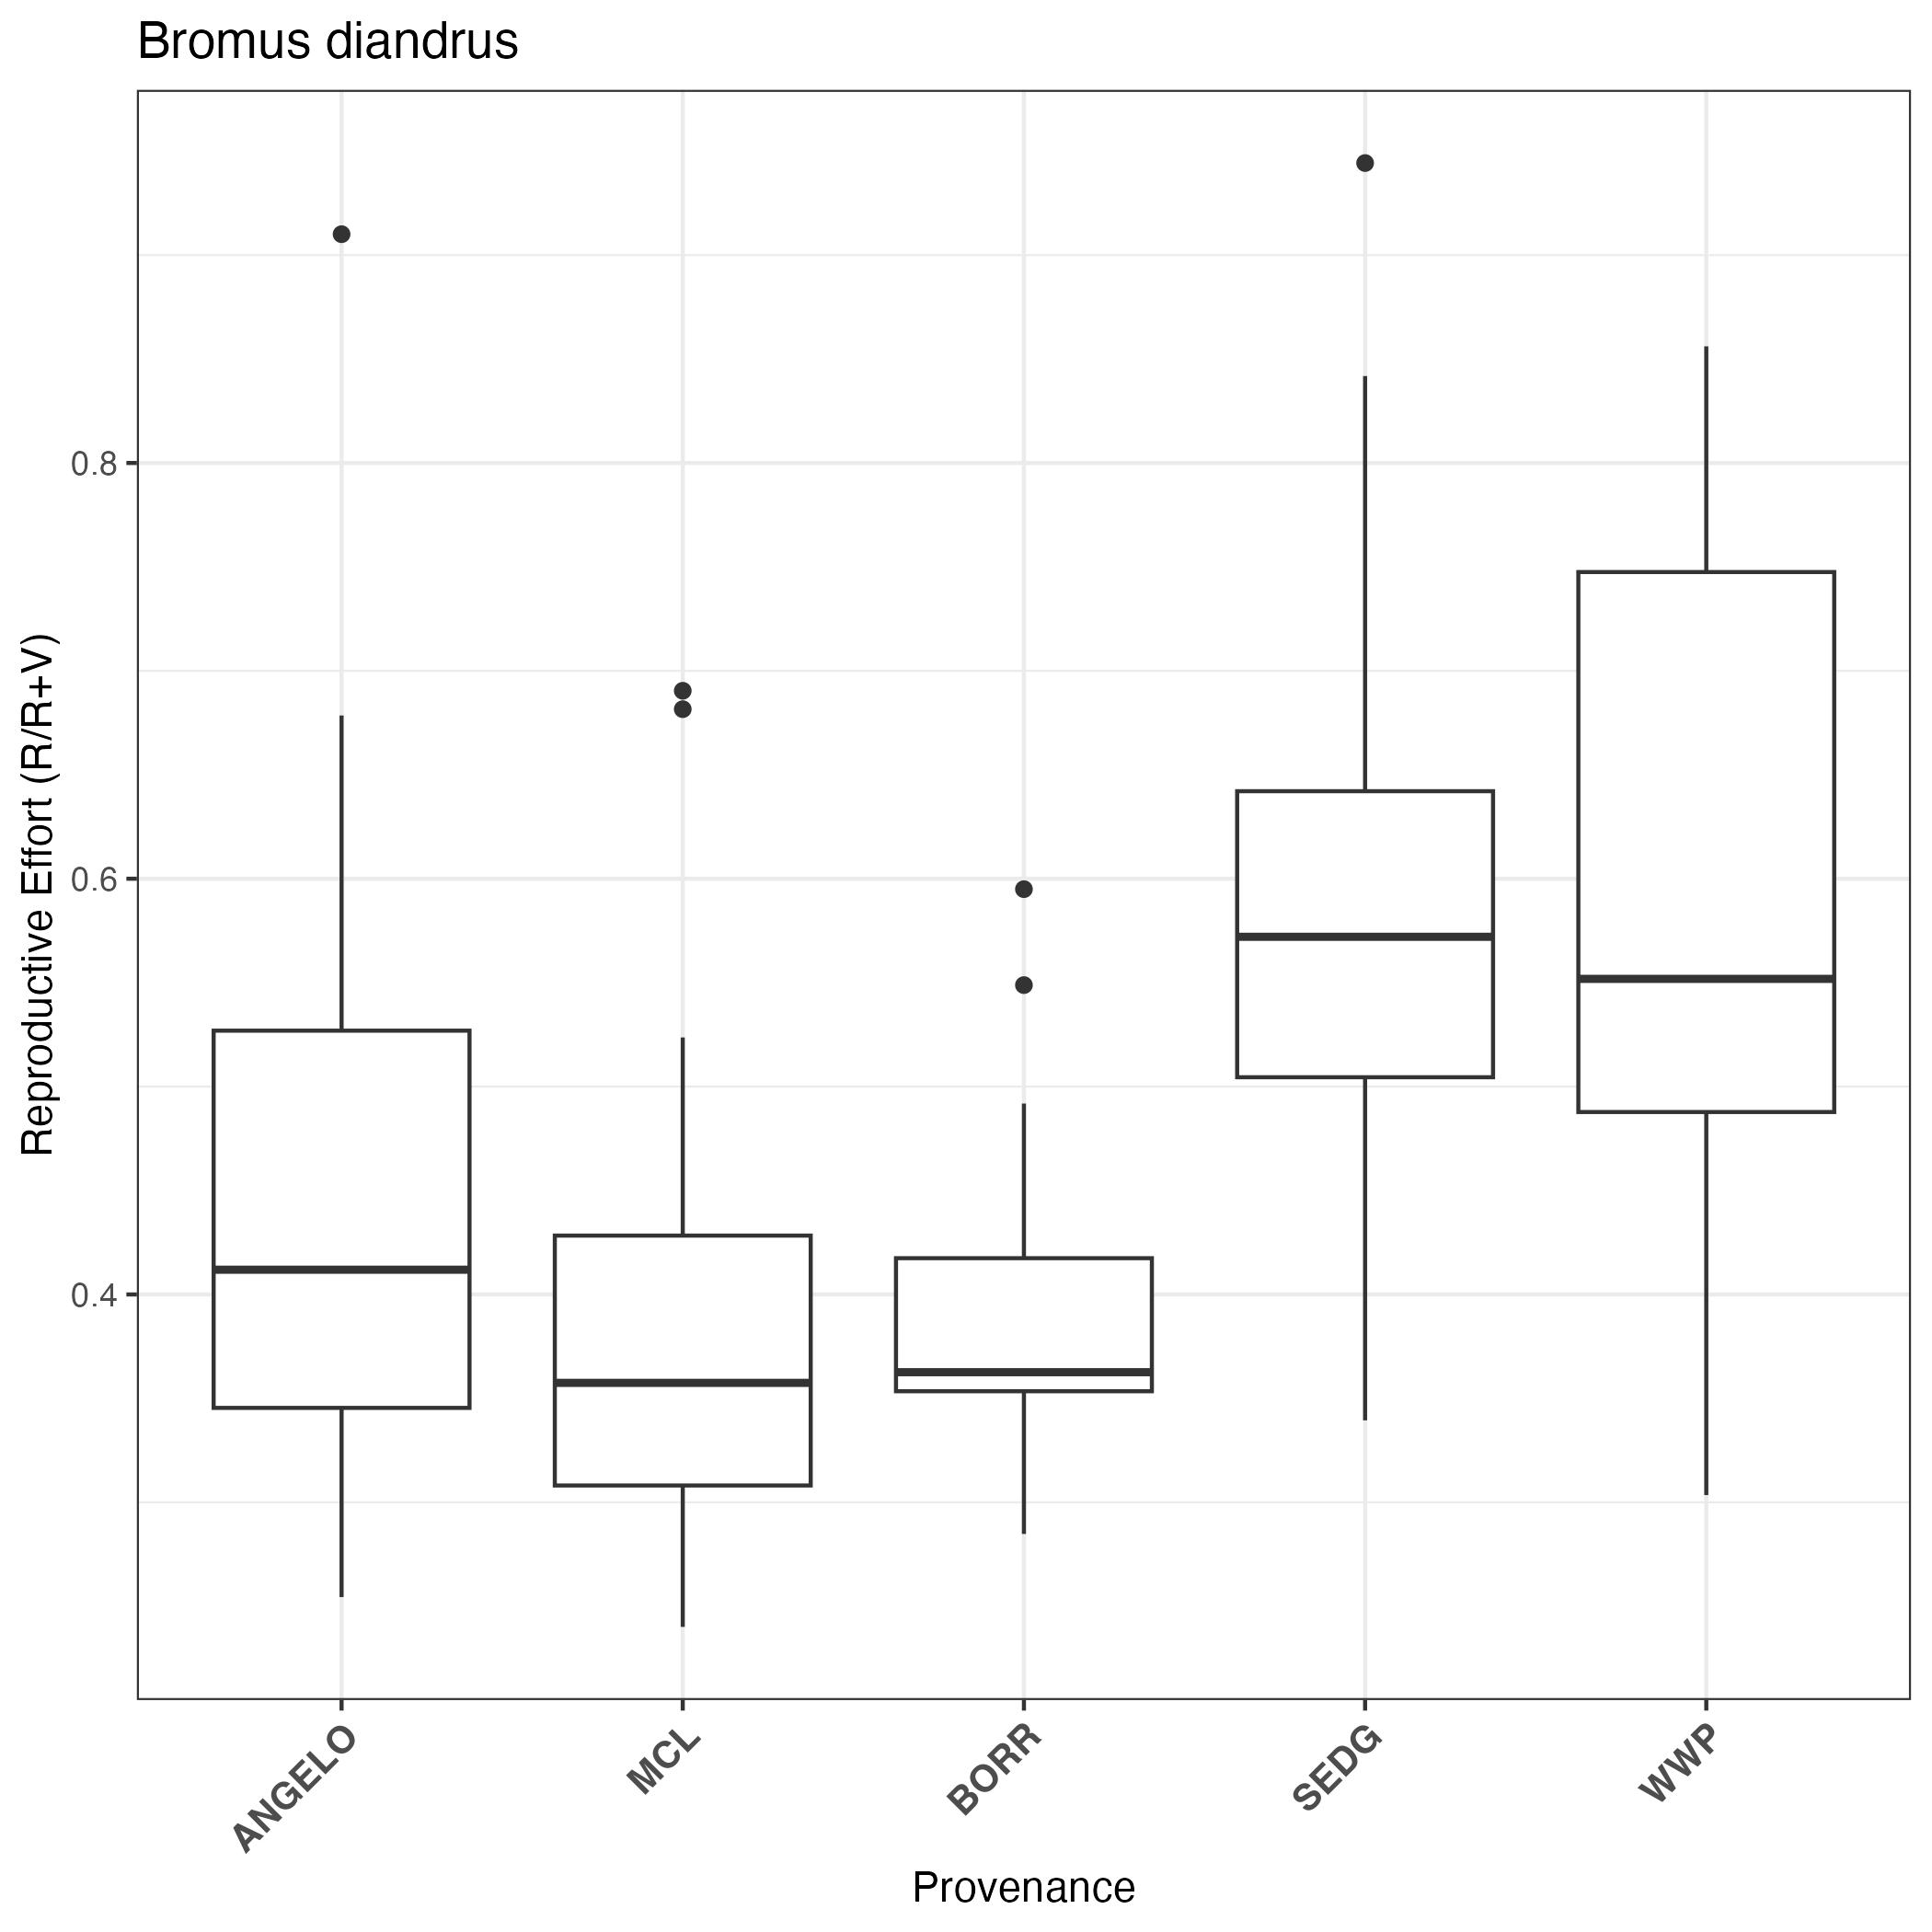 Bromus diandrus
Reproductive Effort (R/R+V)
0.8
0.6
0.4
ANGELO
MCL
BORR
SEDG
WWP
Provenance